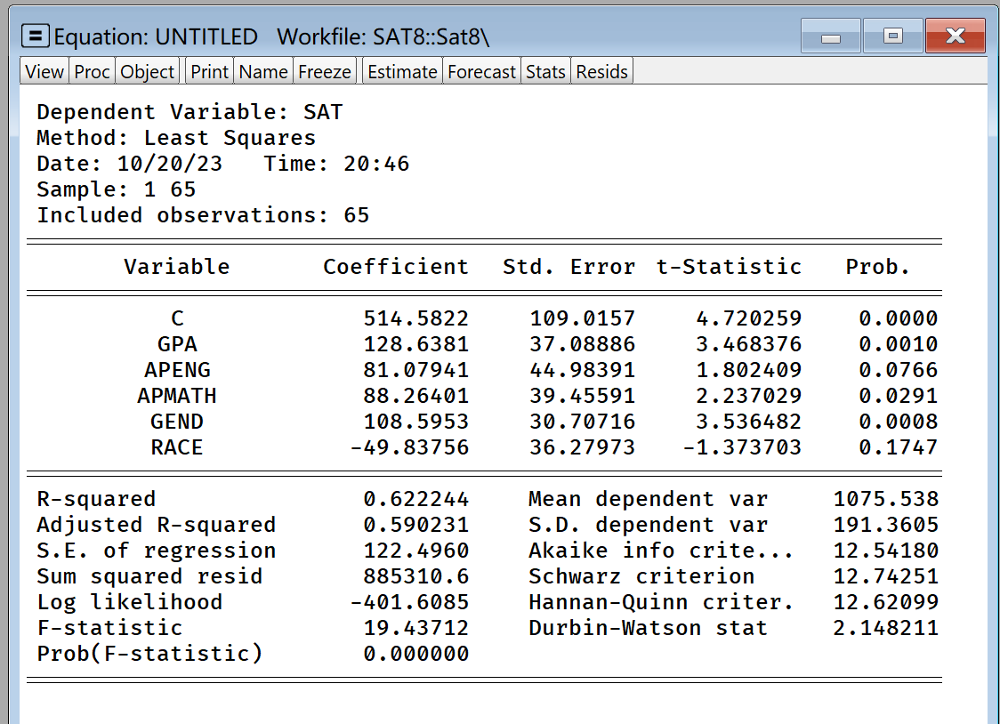 Equation: UNTITLED Workfile: SAT8::Sat8\
View Proc Object Print Name Freeze Estimate Forecast Stats Resids
Dependent Variable: SAT
Method: Least Squares
Date: 10/20/23 Time: 20:46
Sample: 1 65
Included observations: 65
Variable Coefficient Std. Error t-Statistic Prob.
C 514.5822 109.0157 4.720259 0.0000
GPA 128.6381 37.08886 3.468376 0.0010
APENG 81.07941 44.98391 1.802409 0.0766
APMATH 88.26401 39.45591 2.237029 0.0291
GEND 108.5953 30.70716 3.536482 0.0008
RACE -49.83756 36.27973 -1.373703 0.1747
R-squared 0.622244 Mean dependent var 1075.538
Adjusted R-squared 0.590231 S.D. dependent var 191.3605
S.E. of regression 122.4960 Akaike info crite... 12.54180
Sum squared resid 885310.6 Schwarz criterion 12.74251
Log likelihood -401.6085 Hannan-Quinn criter. 12.62099
F-statistic 19.43712 Durbin-Watson stat 2.148211
Prob(F-statistic) 0.000000